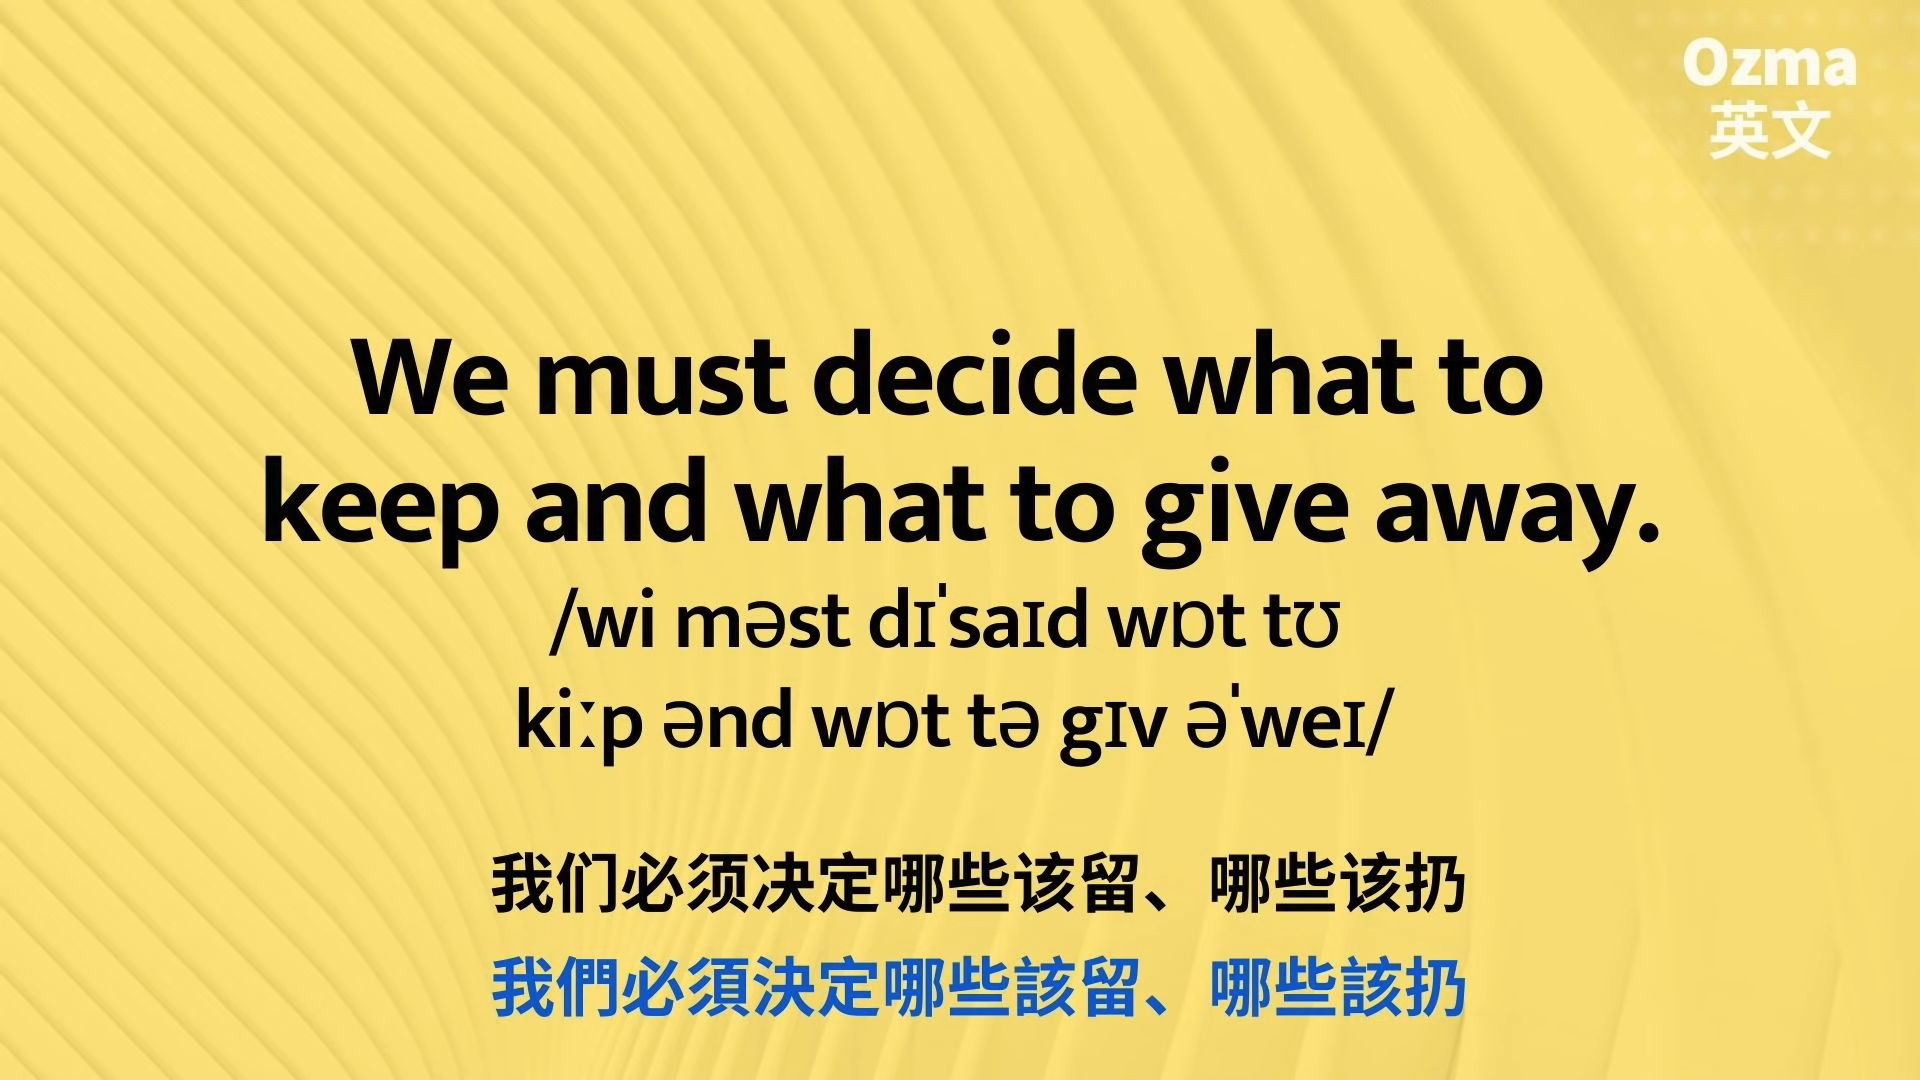 Ozma
英文
We must decide what to
keep and what to give away.
/wi məst dɪˈsaɪd wɒt tʊ
kiːp ənd wɒt tə gɪv əˈweɪ/
我们必须决定哪些该留、哪些该扔
我們必須決定哪些該留、哪些該扔